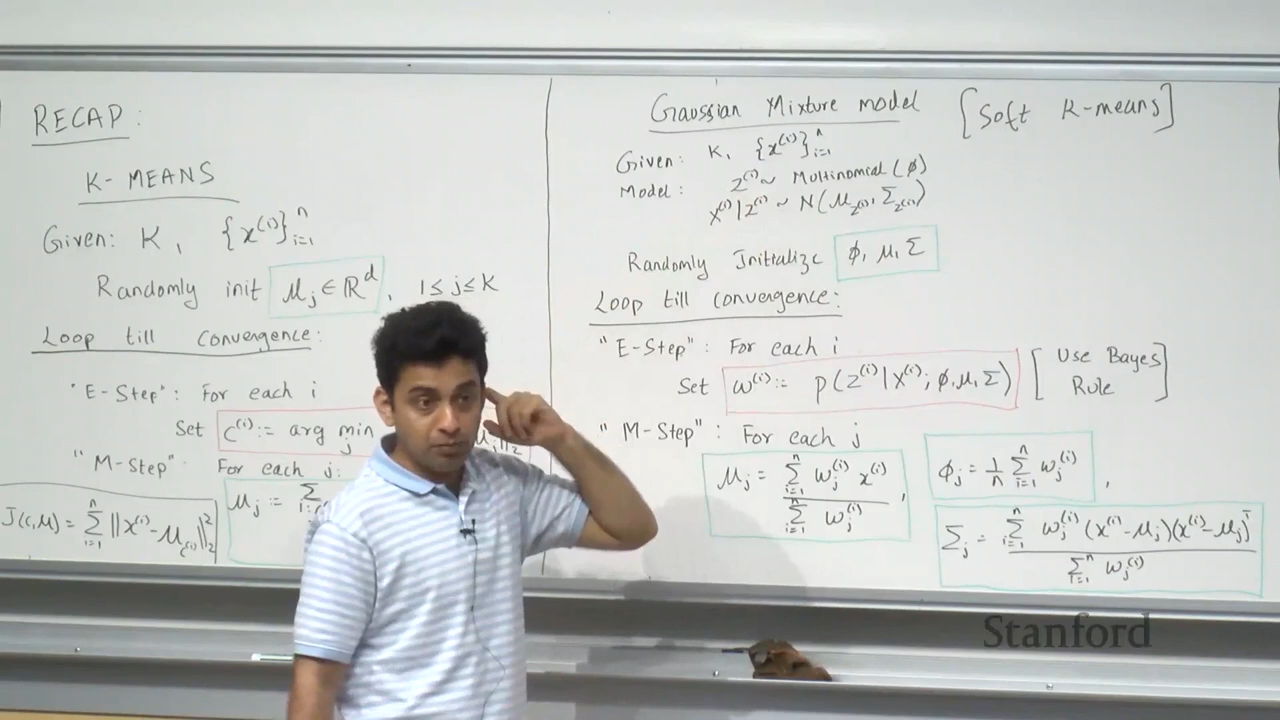 RECAP:
K-MEANS
Given: K, {x^(i)}_{i=1}^n
Randomly init μ_j ∈ ℝ^d, 1 ≤ j ≤ K
Loop till convergence:
"E-Step": For each i
Set c^(i) := arg min_j μ_j||_2
"M-Step" For each j:
μ_j := Σ
J(c,μ) = Σ_{i=1}^n ||x^(i) - μ_{c^(i)}||_2^2
Gaussian Mixture model [Soft K-means]
Given: K, {x^(i)}_{i=1}^n
Model: z^(i) ~ Multinomial(φ)
x^(i)|z^(i) ~ N(μ_{z^(i)}, Σ_{z^(i)})
Randomly Initialize φ, μ, Σ
Loop till convergence:
"E-Step": For each i
Set w^(i) := p(z^(i)|x^(i); φ, μ, Σ) [Use Bayes Rule]
"M-Step": For each j
μ_j = Σ_{i=1}^n w_j^(i) x^(i) / Σ_{i=1}^n w_j^(i), φ_j = 1/n Σ_{i=1}^n w_j^(i),
Σ_j = Σ_{i=1}^n w_j^(i) (x^(i) - μ_j)(x^(i) - μ_j)^T / Σ_{i=1}^n w_j^(i)
Stanford